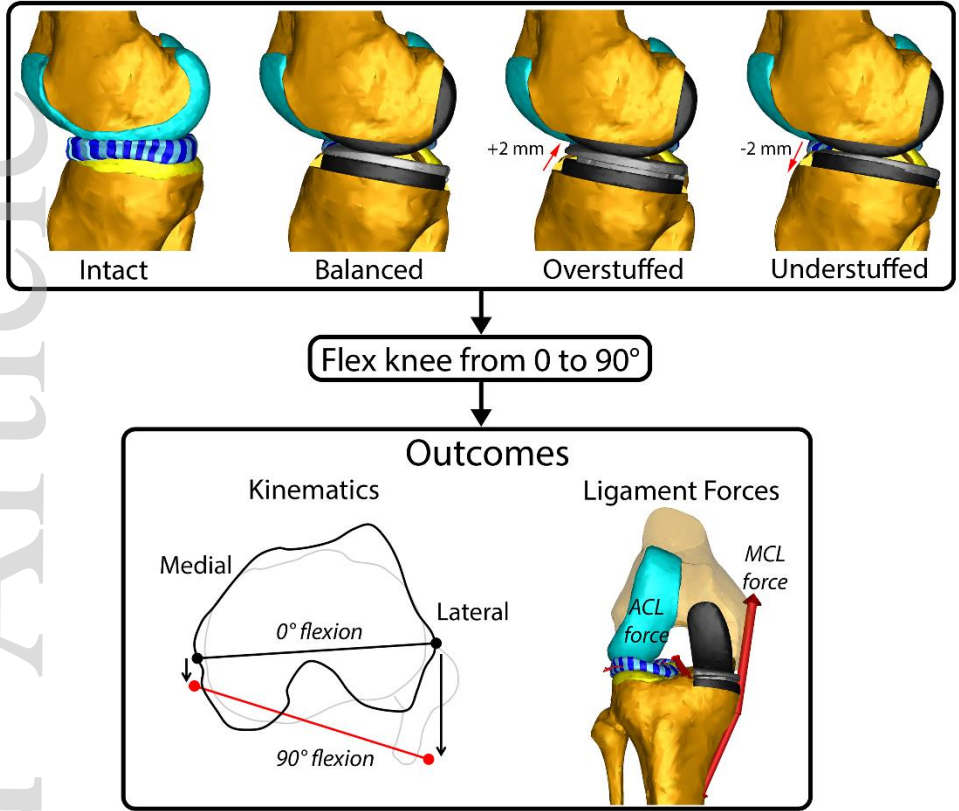 +2 mm
-2 mm
Intact
Balanced
Overstuffed
Understuffed
Flex knee from 0 to 90°
Outcomes
Kinematics
Ligament Forces
Medial
Lateral
0° flexion
90° flexion
MCL
force
ACL
force
Article